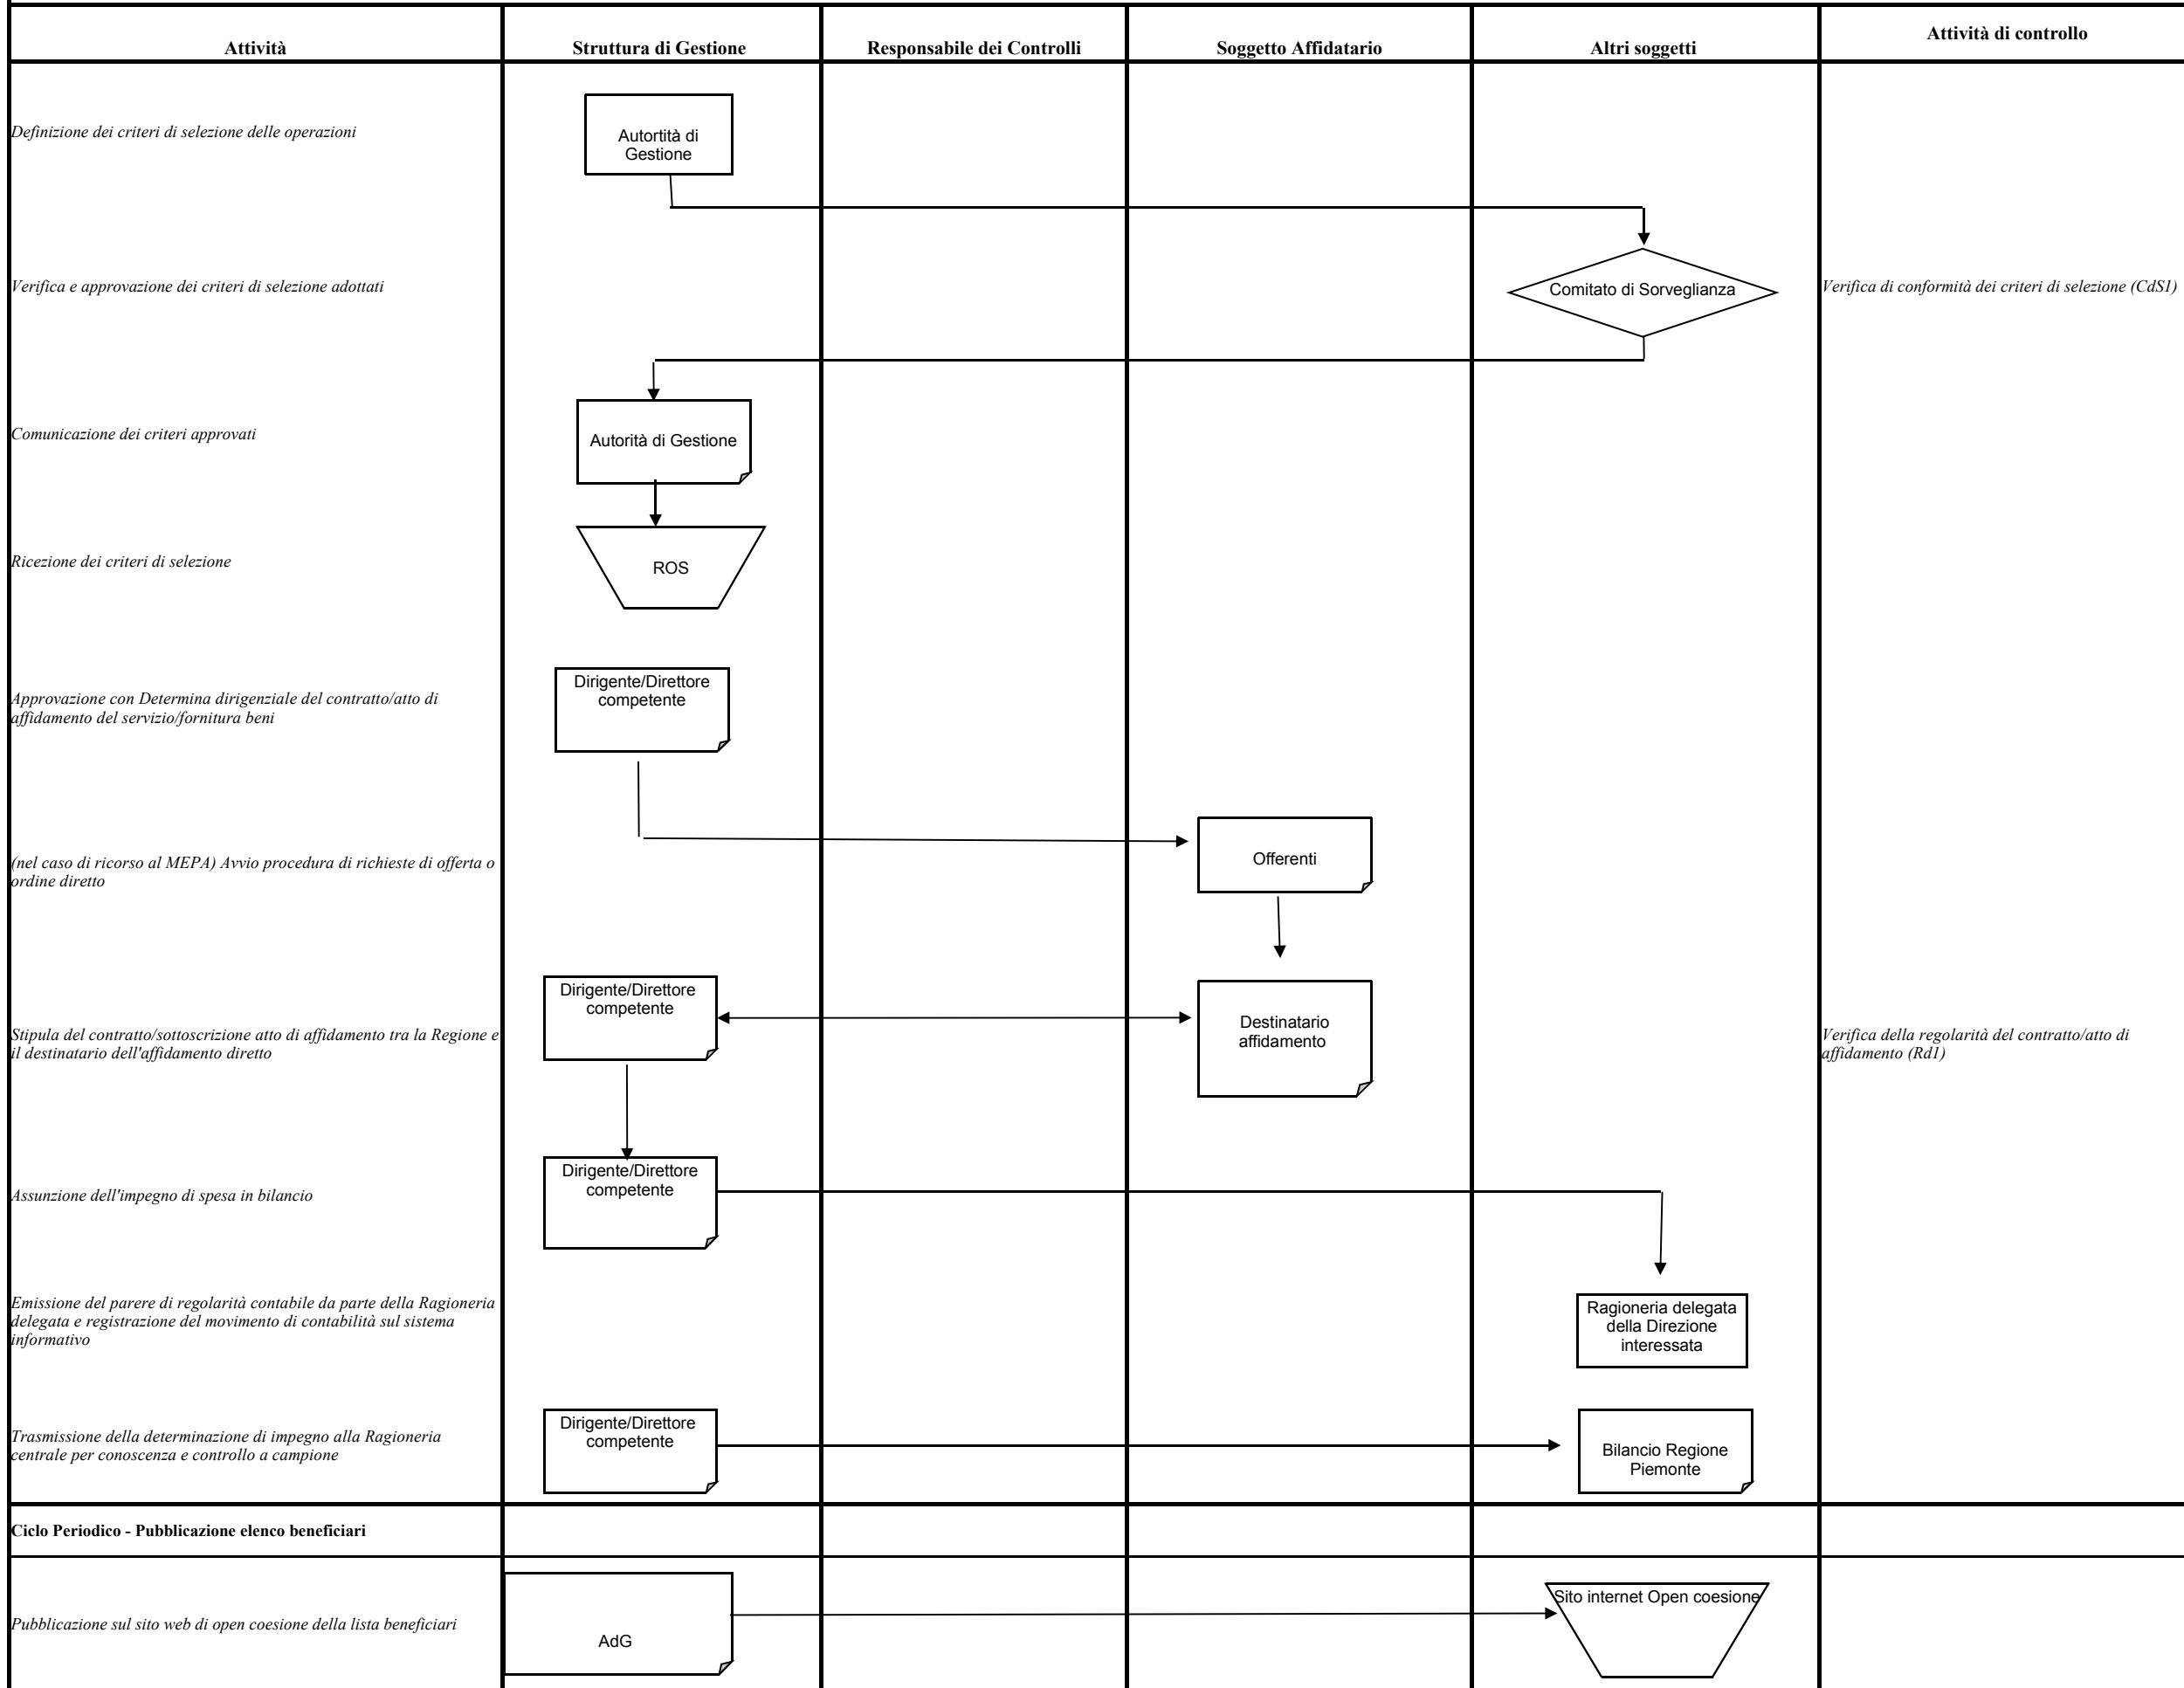 Attività
Struttura di Gestione
Responsabile dei Controlli
Soggetto Affidatario
Altri soggetti
Attività di controllo
Definizione dei criteri di selezione delle operazioni
Autortità di
Gestione
Verifica e approvazione dei criteri di selezione adottati
Comitato di Sorveglianza
Verifica di conformità dei criteri di selezione (CdS1)
Comunicazione dei criteri approvati
Autorità di Gestione
Ricezione dei criteri di selezione
ROS
Approvazione con Determina dirigenziale del contratto/atto di
affidamento del servizio/fornitura beni
Dirigente/Direttore
competente
(nel caso di ricorso al MEPA) Avvio procedura di richieste di offerta o
ordine diretto
Offerenti
Stipula del contratto/sottoscrizione atto di affidamento tra la Regione e
il destinatario dell'affidamento diretto
Dirigente/Direttore
competente
Destinatario
affidamento
Verifica della regolarità del contratto/atto di
affidamento (Rd1)
Assunzione dell'impegno di spesa in bilancio
Dirigente/Direttore
competente
Emissione del parere di regolarità contabile da parte della Ragioneria
delegata e registrazione del movimento di contabilità sul sistema
informativo
Ragioneria delegata
della Direzione
interessata
Trasmissione della determinazione di impegno alla Ragioneria
centrale per conoscenza e controllo a campione
Dirigente/Direttore
competente
Bilancio Regione
Piemonte
Ciclo Periodico - Pubblicazione elenco beneficiari
Pubblicazione sul sito web di open coesione della lista beneficiari
AdG
Sito internet Open coesione